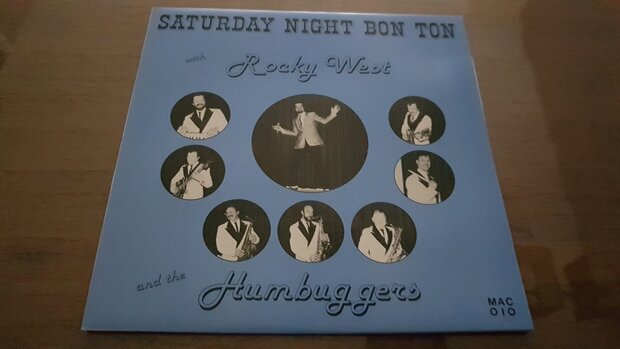 SATURDAY NIGHT BON TON
with
Rocky West
and the
Humbuggers
MAC
010